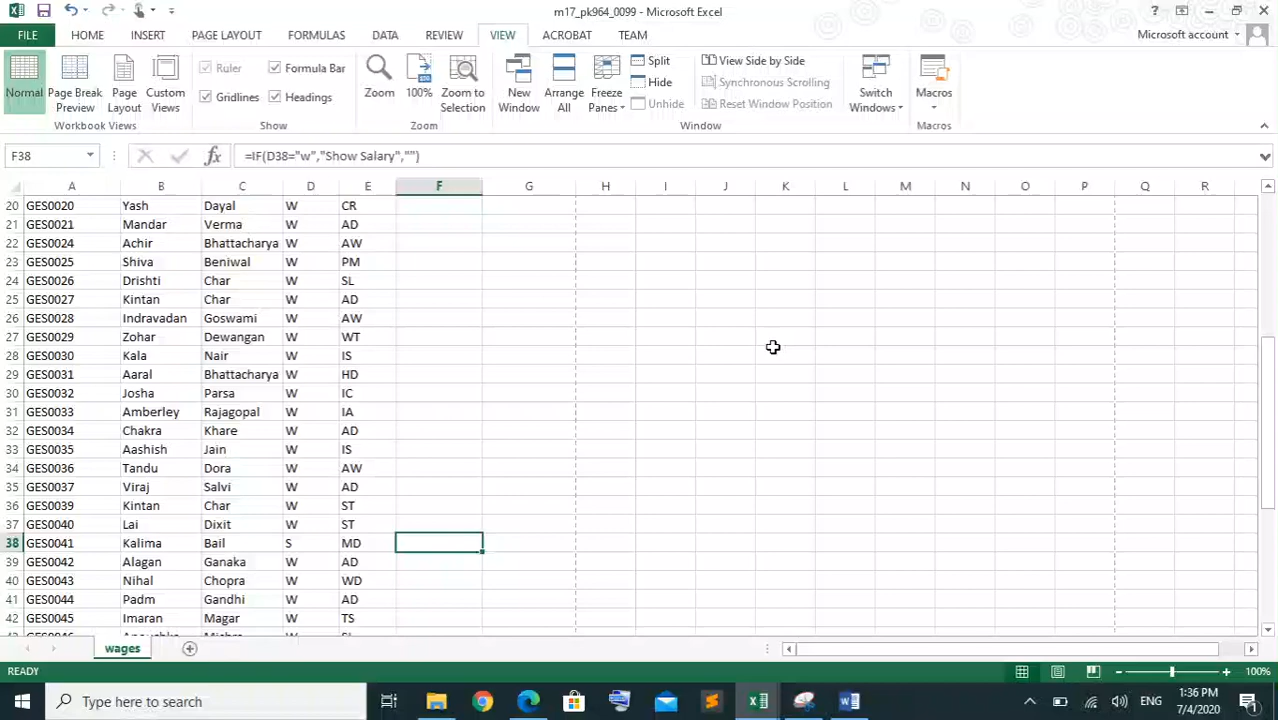 m17_pk964_0099 - Microsoft Excel
FILE HOME INSERT PAGE LAYOUT FORMULAS DATA REVIEW VIEW ACROBAT TEAM Microsoft account
Normal Page Break Preview Page Layout Custom Views
Workbook Views
Ruler Formula Bar
Gridlines Headings
Show
Zoom 100% Zoom to Selection
Zoom
New Window Arrange All Freeze Panes
Split
Hide
Unhide
View Side by Side
Synchronous Scrolling
Reset Window Position
Switch Windows
Window
Macros
Macros
F38 fx =IF(D38="w","Show Salary","")
A B C D E F G H I J K L M N O P Q R
20 GES0020 Yash Dayal W CR
21 GES0021 Mandar Verma W AD
22 GES0024 Achir Bhattacharya W AW
23 GES0025 Shiva Beniwal W PM
24 GES0026 Drishti Char W SL
25 GES0027 Kintan Char W AD
26 GES0028 Indravadan Goswami W AW
27 GES0029 Zohar Dewangan W WT
28 GES0030 Kala Nair W IS
29 GES0031 Aaral Bhattacharya W HD
30 GES0032 Josha Parsa W IC
31 GES0033 Amberley Rajagopal W IA
32 GES0034 Chakra Khare W AD
33 GES0035 Aashish Jain W IS
34 GES0036 Tandu Dora W AW
35 GES0037 Viraj Salvi W AD
36 GES0039 Kintan Char W ST
37 GES0040 Lai Dixit W ST
38 GES0041 Kalima Bail S MD
39 GES0042 Alagan Ganaka W AD
40 GES0043 Nihal Chopra W WD
41 GES0044 Padm Gandhi W AD
42 GES0045 Imaran Magar W TS
wages
READY 100%
Type here to search
ENG
1:36 PM
7/4/2020